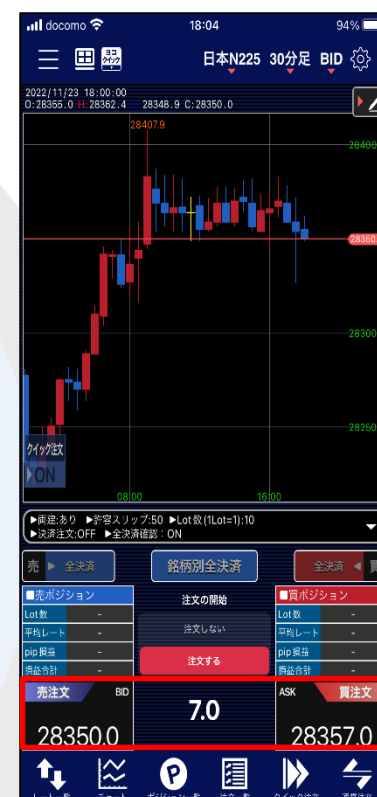 docomo 18:04 94%
ヨコ
クイック
日本N225 30分足 BID
2022/11/23 18:00:00
O:28355.0 H:28362.4 28348.9 C:28350.0
28407.9
28400
28350
28300
28250
クイック注文
ON
08:00 16:00
▶両建:あり ▶許容スリップ:50 ▶Lot数(1Lot=1):10
▶決済注文:OFF ▶全決済確認:ON
売 ▶ 全決済 銘柄別全決済 全決済 ◀ 買
■売ポジション 注文の開始 ■買ポジション
Lot数 - 注文しない Lot数 -
平均レート - 平均レート -
pip損益 - 注文する pip損益 -
損益合計 - 損益合計 -
売注文 BID 7.0 ASK 買注文
28350.0 28357.0